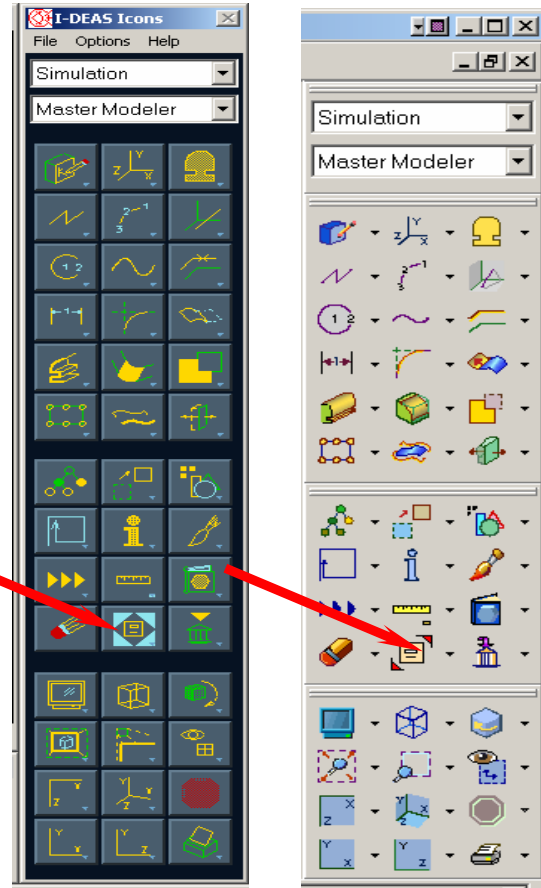 I-DEAS Icons
File Options Help
Simulation
Master Modeler
Simulation
Master Modeler